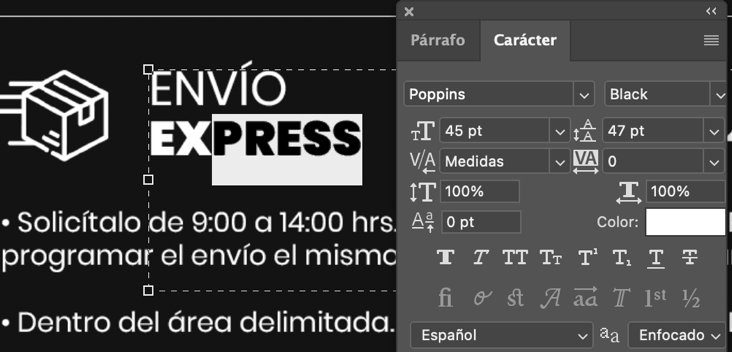 ENVÍO
EXPRESS
• Solicítalo de 9:00 a 14:00 hrs.
programar el envío el mismo
• Dentro del área delimitada.
Párrafo Carácter
Poppins Black
45 pt 47 pt
Medidas 0
100% 100%
0 pt Color:
T T TT Tt T¹ T₁ T T
fi st A aa T 1st ½
Español aa Enfocado